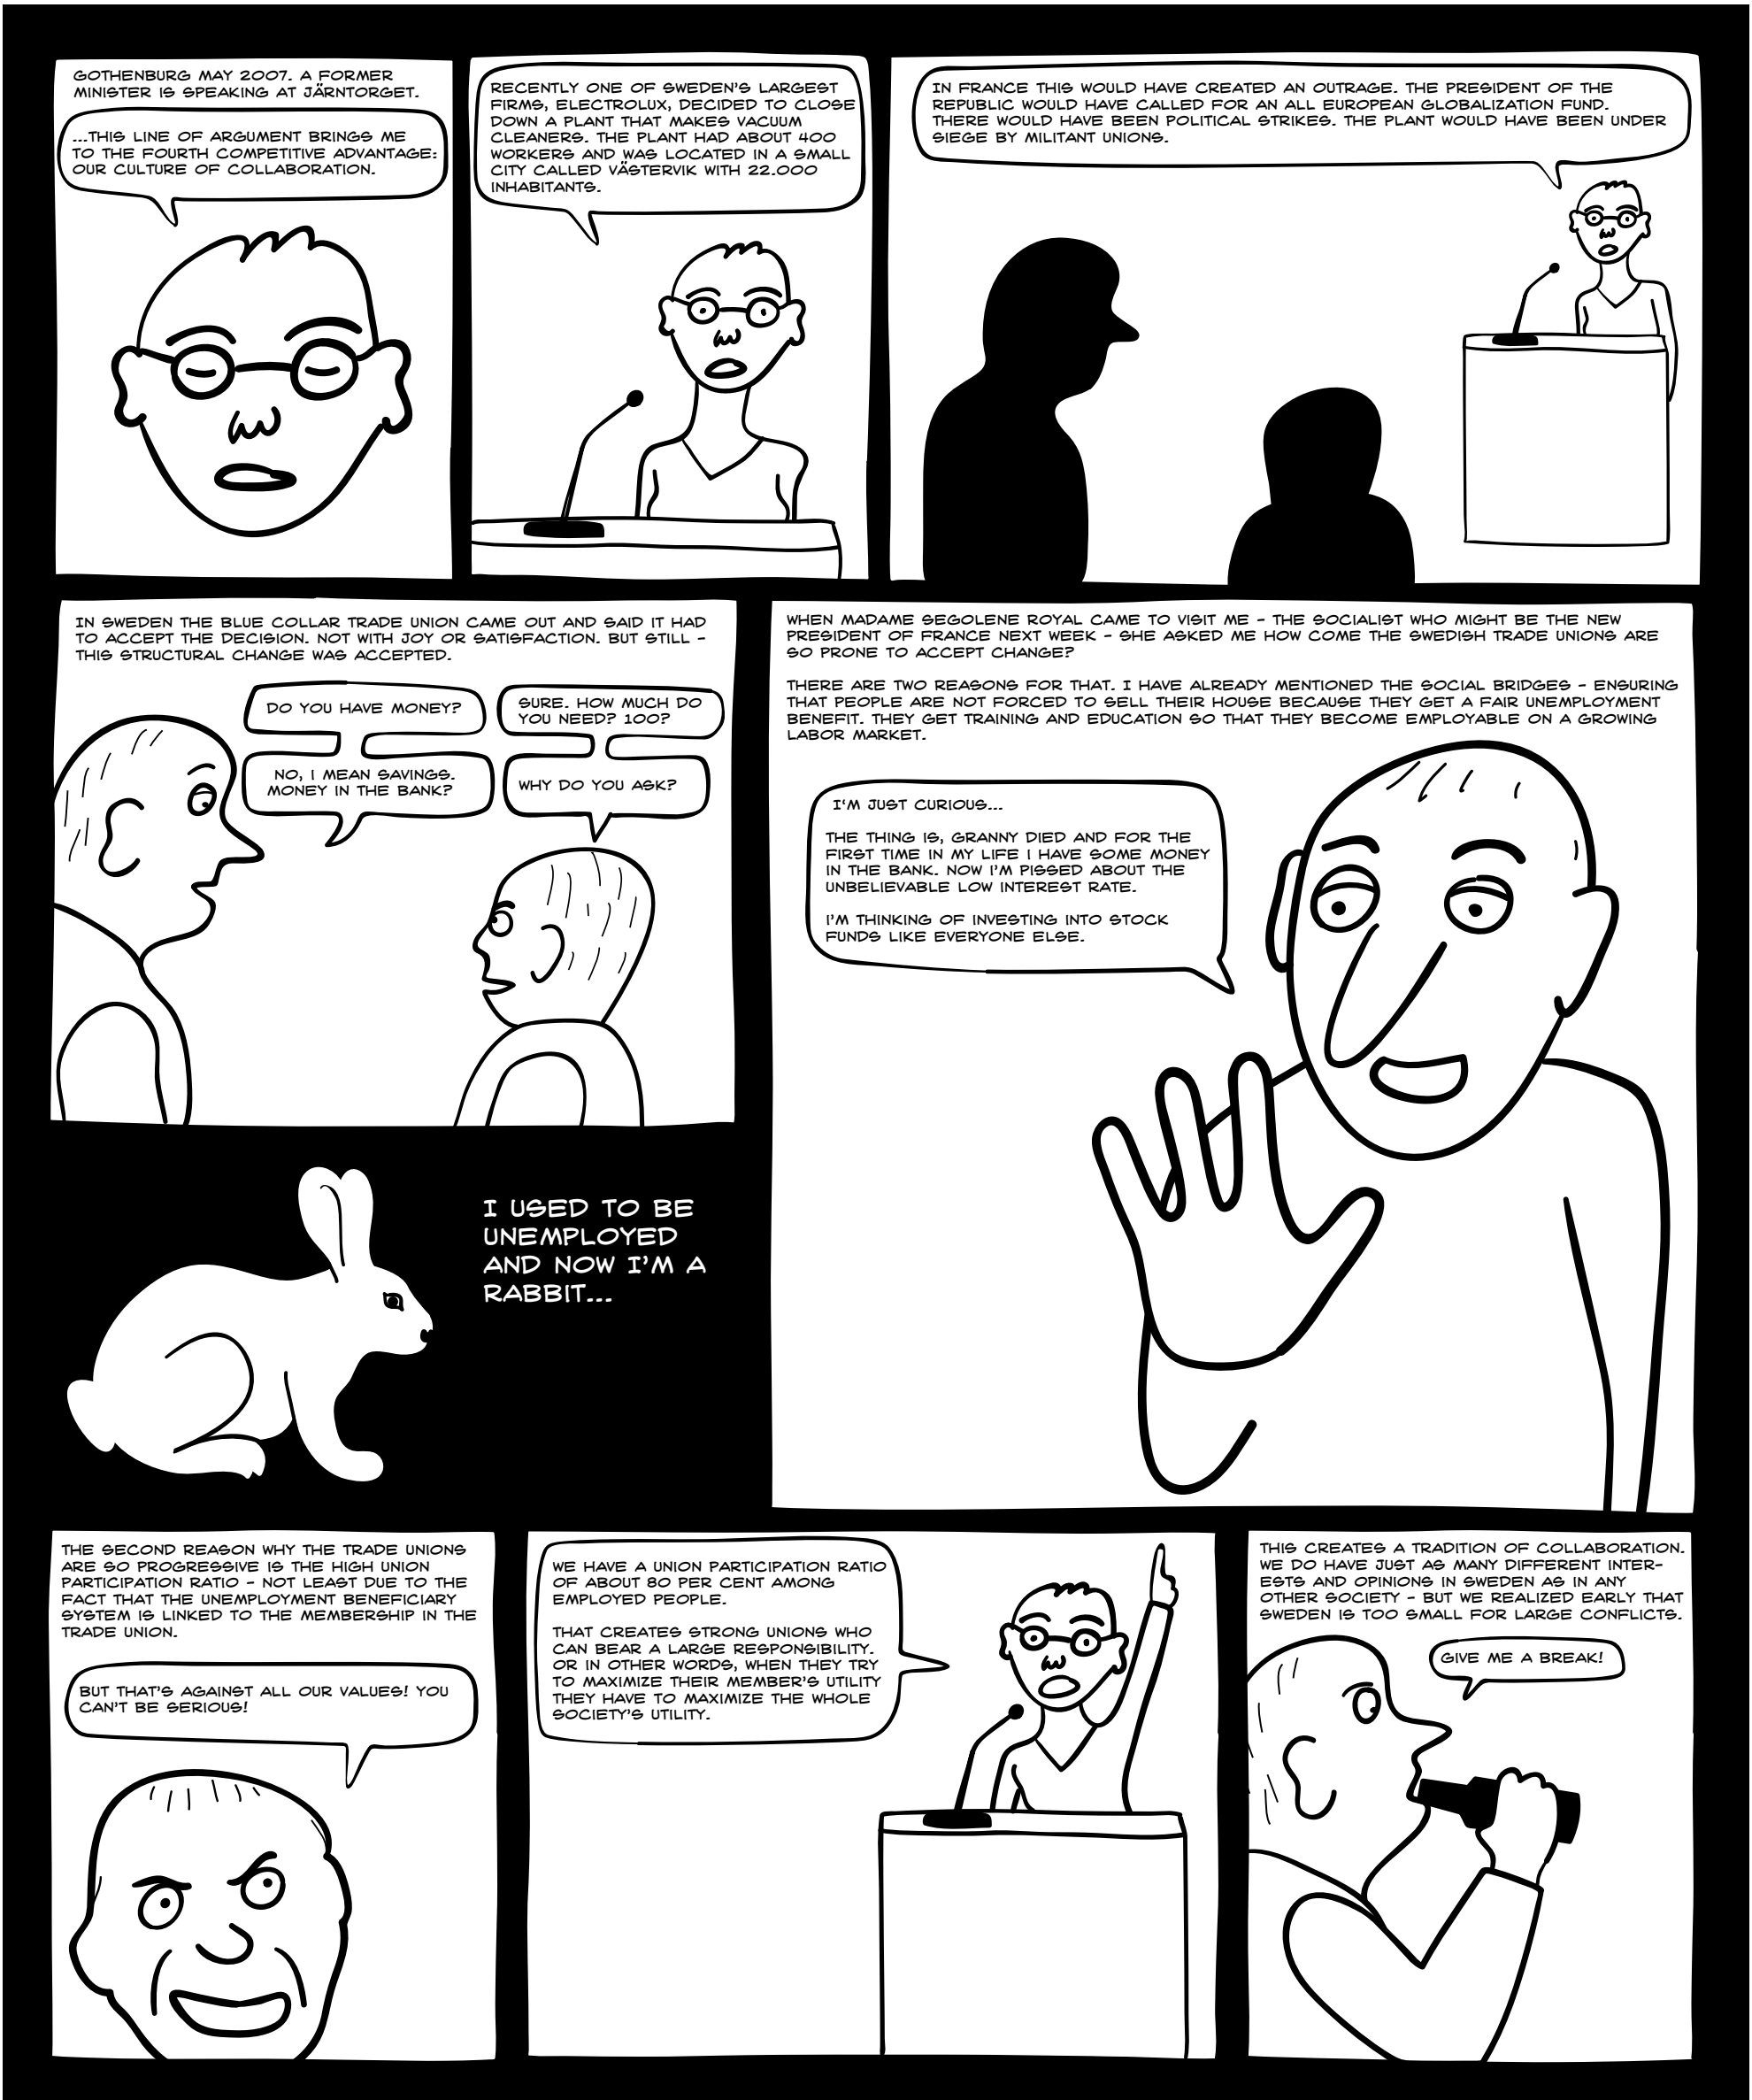 GOTHENBURG MAY 2007. A FORMER
MINISTER IS SPEAKING AT JÄRNTORGET.
...THIS LINE OF ARGUMENT BRINGS ME
TO THE FOURTH COMPETITIVE ADVANTAGE:
OUR CULTURE OF COLLABORATION.
RECENTLY ONE OF SWEDEN'S LARGEST
FIRMS, ELECTROLUX, DECIDED TO CLOSE
DOWN A PLANT THAT MAKES VACUUM
CLEANERS. THE PLANT HAD ABOUT 400
WORKERS AND WAS LOCATED IN A SMALL
CITY CALLED VÄSTERVIK WITH 22.000
INHABITANTS.
IN FRANCE THIS WOULD HAVE CREATED AN OUTRAGE. THE PRESIDENT OF THE
REPUBLIC WOULD HAVE CALLED FOR AN ALL EUROPEAN GLOBALIZATION FUND.
THERE WOULD HAVE BEEN POLITICAL STRIKES. THE PLANT WOULD HAVE BEEN UNDER
SIEGE BY MILITANT UNIONS.
IN SWEDEN THE BLUE COLLAR TRADE UNION CAME OUT AND SAID IT HAD
TO ACCEPT THE DECISION. NOT WITH JOY OR SATISFACTION. BUT STILL -
THIS STRUCTURAL CHANGE WAS ACCEPTED.
DO YOU HAVE MONEY?
SURE. HOW MUCH DO
YOU NEED? 100?
NO, I MEAN SAVINGS.
MONEY IN THE BANK?
WHY DO YOU ASK?
WHEN MADAME SEGOLENE ROYAL CAME TO VISIT ME - THE SOCIALIST WHO MIGHT BE THE NEW
PRESIDENT OF FRANCE NEXT WEEK - SHE ASKED ME HOW COME THE SWEDISH TRADE UNIONS ARE
SO PRONE TO ACCEPT CHANGE?
THERE ARE TWO REASONS FOR THAT. I HAVE ALREADY MENTIONED THE SOCIAL BRIDGES - ENSURING
THAT PEOPLE ARE NOT FORCED TO SELL THEIR HOUSE BECAUSE THEY GET A FAIR UNEMPLOYMENT
BENEFIT. THEY GET TRAINING AND EDUCATION SO THAT THEY BECOME EMPLOYABLE ON A GROWING
LABOR MARKET.
I'M JUST CURIOUS...
THE THING IS, GRANNY DIED AND FOR THE
FIRST TIME IN MY LIFE I HAVE SOME MONEY
IN THE BANK. NOW I'M PISSED ABOUT THE
UNBELIEVABLE LOW INTEREST RATE.
I'M THINKING OF INVESTING INTO STOCK
FUNDS LIKE EVERYONE ELSE.
I USED TO BE
UNEMPLOYED
AND NOW I'M A
RABBIT...
THE SECOND REASON WHY THE TRADE UNIONS
ARE SO PROGRESSIVE IS THE HIGH UNION
PARTICIPATION RATIO - NOT LEAST DUE TO THE
FACT THAT THE UNEMPLOYMENT BENEFICIARY
SYSTEM IS LINKED TO THE MEMBERSHIP IN THE
TRADE UNION.
BUT THAT'S AGAINST ALL OUR VALUES! YOU
CAN'T BE SERIOUS!
WE HAVE A UNION PARTICIPATION RATIO
OF ABOUT 80 PER CENT AMONG
EMPLOYED PEOPLE.
THAT CREATES STRONG UNIONS WHO
CAN BEAR A LARGE RESPONSIBILITY.
OR IN OTHER WORDS, WHEN THEY TRY
TO MAXIMIZE THEIR MEMBER'S UTILITY
THEY HAVE TO MAXIMIZE THE WHOLE
SOCIETY'S UTILITY.
THIS CREATES A TRADITION OF COLLABORATION.
WE DO HAVE JUST AS MANY DIFFERENT INTER-
ESTS AND OPINIONS IN SWEDEN AS IN ANY
OTHER SOCIETY - BUT WE REALIZED EARLY THAT
SWEDEN IS TOO SMALL FOR LARGE CONFLICTS.
GIVE ME A BREAK!